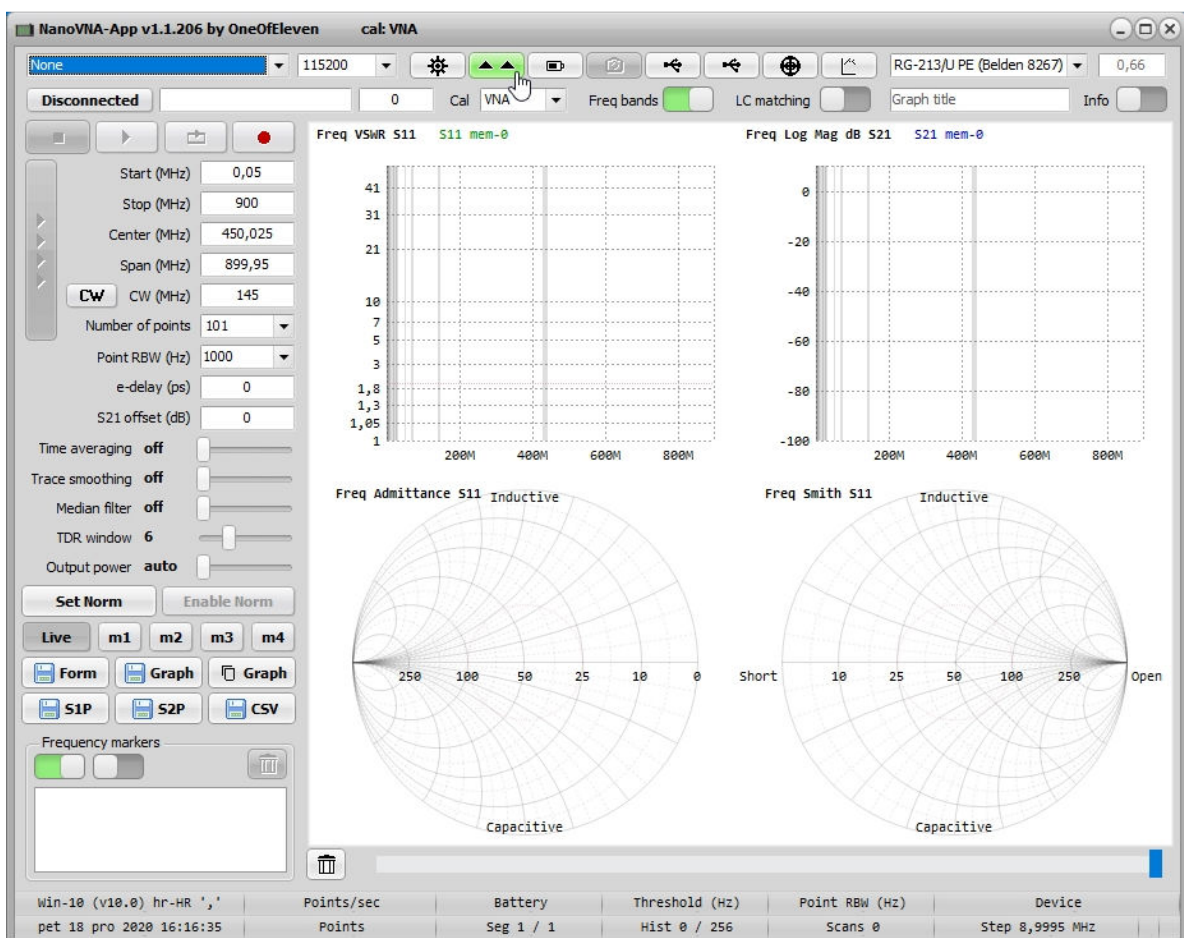 NanoVNA-App v1.1.206 by OneOfEleven cal: VNA
None 115200 RG-213/U PE (Belden 8267) 0,66
Disconnected 0 Cal VNA Freq bands LC matching Graph title Info
Start (MHz) 0,05
Stop (MHz) 900
Center (MHz) 450,025
Span (MHz) 899,95
CW CW (MHz) 145
Number of points 101
Point RBW (Hz) 1000
e-delay (ps) 0
S21 offset (dB) 0
Time averaging off
Trace smoothing off
Median filter off
TDR window 6
Output power auto
Set Norm Enable Norm
Live m1 m2 m3 m4
Form Graph Graph
S1P S2P CSV
Frequency markers
Freq VSWR S11 S11 mem-0
41
31
21
10
7
5
3
1,8
1,3
1,05
1
200M 400M 600M 800M
Freq Log Mag dB S21 S21 mem-0
0
-20
-40
-60
-80
-100
200M 400M 600M 800M
Freq Admittance S11 Inductive
250 100 50 25 10 0
Capacitive
Freq Smith S11 Inductive
Short 10 25 50 100 250 Open
Capacitive
Win-10 (v10.0) hr-HR ',' Points/sec Battery Threshold (Hz) Point RBW (Hz) Device
pet 18 pro 2020 16:16:35 Points Seg 1 / 1 Hist 0 / 256 Scans 0 Step 8,9995 MHz